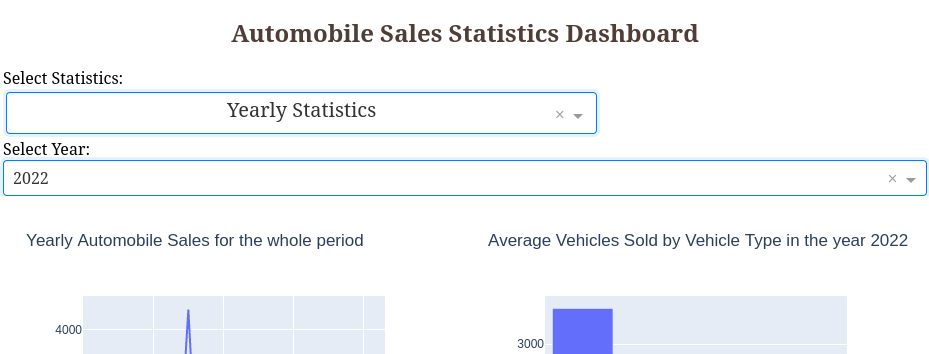 Automobile Sales Statistics Dashboard
Select Statistics:
Yearly Statistics ×
Select Year:
2022 ×
Yearly Automobile Sales for the whole period
Average Vehicles Sold by Vehicle Type in the year 2022
4000
3000